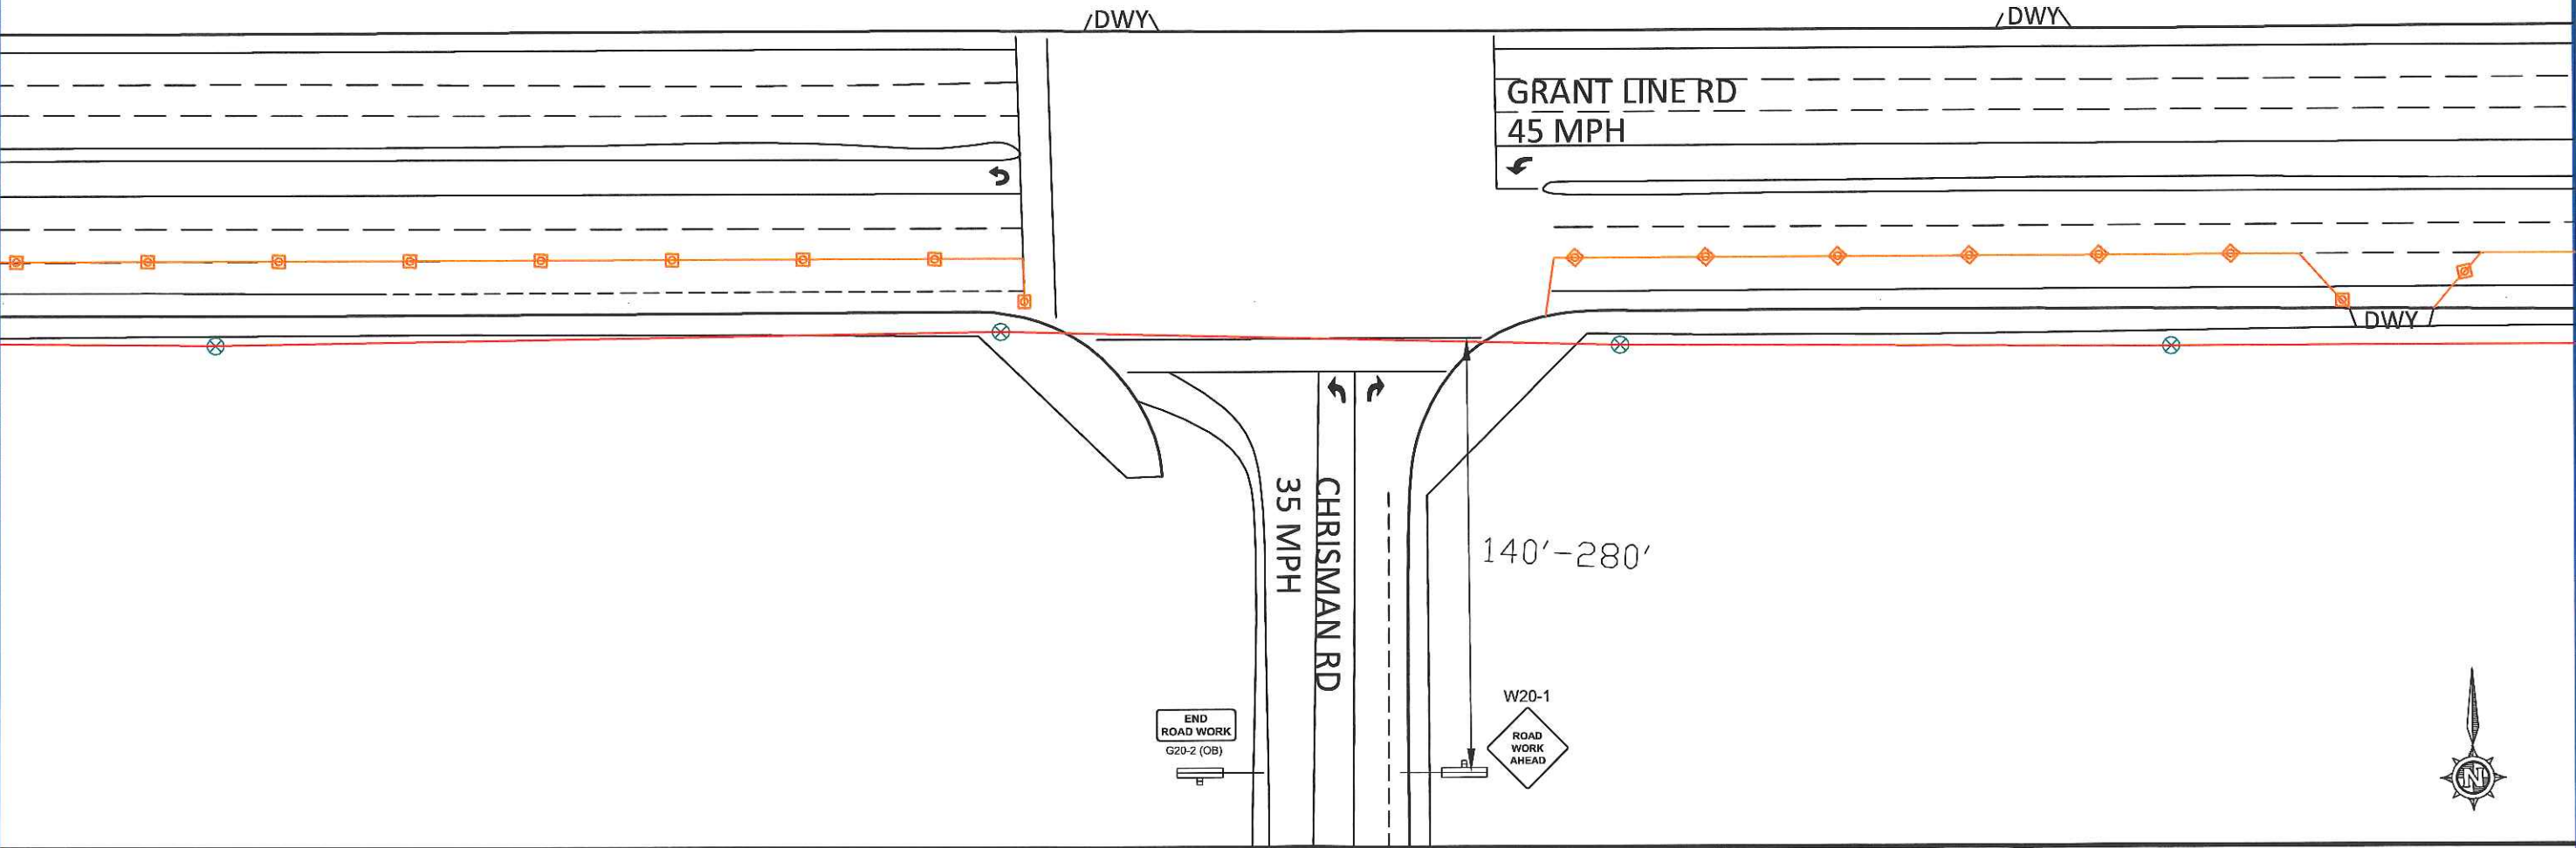 DWY
DWY
GRANT LINE RD
45 MPH
DWY
CHRISMAN RD
35 MPH
140'-280'
END
ROAD WORK
G20-2 (OB)
W20-1
ROAD
WORK
AHEAD
N